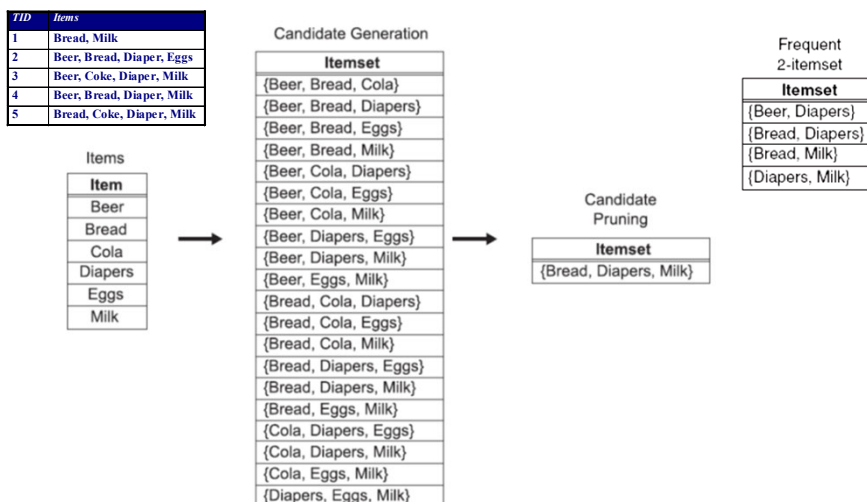 TID Items
1 Bread, Milk
2 Beer, Bread, Diaper, Eggs
3 Beer, Coke, Diaper, Milk
4 Beer, Bread, Diaper, Milk
5 Bread, Coke, Diaper, Milk
Items
Item
Beer
Bread
Cola
Diapers
Eggs
Milk
Candidate Generation
Itemset
{Beer, Bread, Cola}
{Beer, Bread, Diapers}
{Beer, Bread, Eggs}
{Beer, Bread, Milk}
{Beer, Cola, Diapers}
{Beer, Cola, Eggs}
{Beer, Cola, Milk}
{Beer, Diapers, Eggs}
{Beer, Diapers, Milk}
{Beer, Eggs, Milk}
{Bread, Cola, Diapers}
{Bread, Cola, Eggs}
{Bread, Cola, Milk}
{Bread, Diapers, Eggs}
{Bread, Diapers, Milk}
{Bread, Eggs, Milk}
{Cola, Diapers, Eggs}
{Cola, Diapers, Milk}
{Cola, Eggs, Milk}
{Diapers, Eggs, Milk}
Candidate
Pruning
Itemset
{Bread, Diapers, Milk}
Frequent
2-itemset
Itemset
{Beer, Diapers}
{Bread, Diapers}
{Bread, Milk}
{Diapers, Milk}